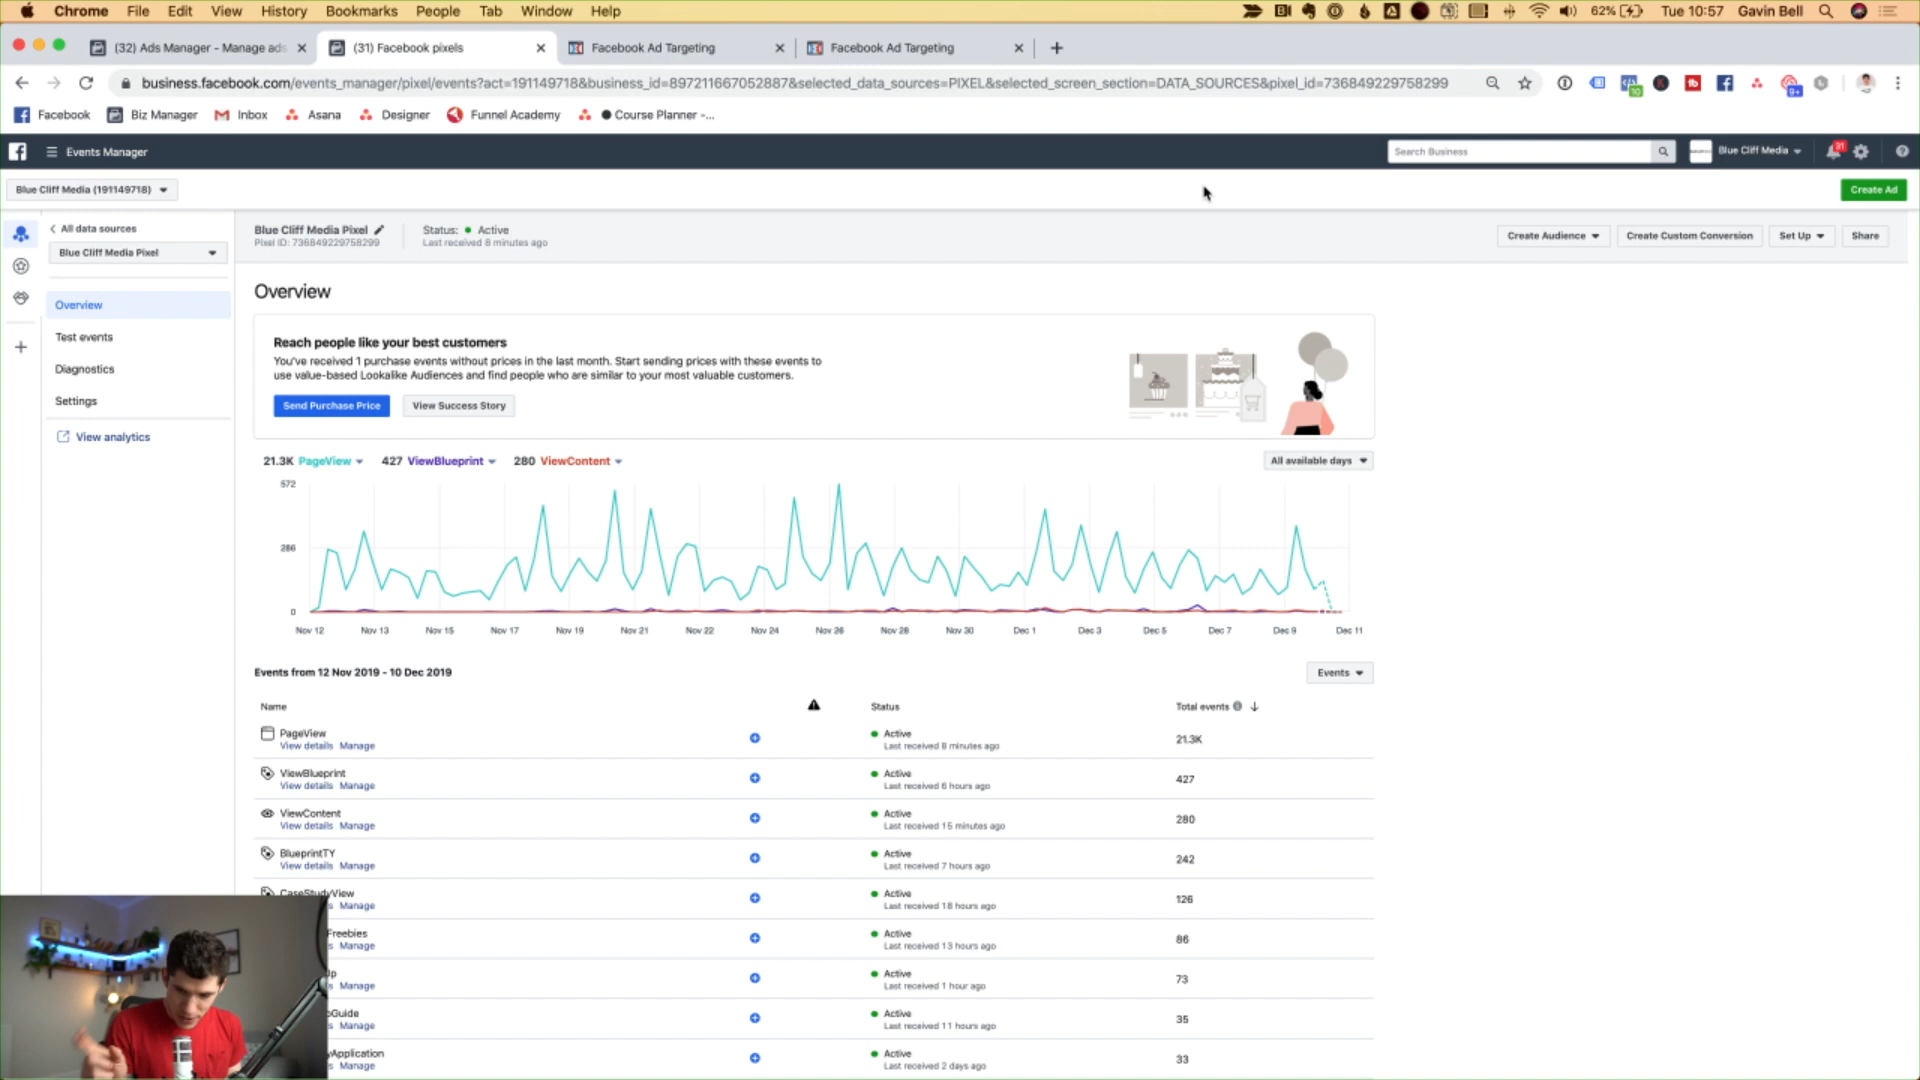 Chrome File Edit View History Bookmarks People Tab Window Help
62% Tue 10:57 Gavin Bell
(32) Ads Manager - Manage ads
(31) Facebook pixels
Facebook Ad Targeting
Facebook Ad Targeting
business.facebook.com/events_manager/pixel/events?act=191149718&business_id=897211667052887&selected_data_sources=PIXEL&selected_screen_section=DATA_SOURCES&pixel_id=736849229758299
Facebook Biz Manager Inbox Asana Designer Funnel Academy Course Planner -...
Events Manager
Search Business
Blue Cliff Media
31
Blue Cliff Media (191149718)
Create Ad
All data sources
Blue Cliff Media Pixel
Overview
Test events
Diagnostics
Settings
View analytics
Blue Cliff Media Pixel
Pixel ID: 736849229758299
Status: Active
Last received 8 minutes ago
Create Audience
Create Custom Conversion
Set Up
Share
Overview
Reach people like your best customers
You've received 1 purchase events without prices in the last month. Start sending prices with these events to
use value-based Lookalike Audiences and find people who are similar to your most valuable customers.
Send Purchase Price
View Success Story
21.3K PageView 427 ViewBlueprint 280 ViewContent
All available days
572
286
0
Nov 12 Nov 13 Nov 15 Nov 17 Nov 19 Nov 21 Nov 22 Nov 24 Nov 26 Nov 28 Nov 30 Dec 1 Dec 3 Dec 5 Dec 7 Dec 9 Dec 11
Events from 12 Nov 2019 - 10 Dec 2019
Events
Name Status Total events
PageView Active 21.3K
View details Manage Last received 8 minutes ago
ViewBlueprint Active 427
View details Manage Last received 6 hours ago
ViewContent Active 280
View details Manage Last received 15 minutes ago
BlueprintTY Active 242
View details Manage Last received 7 hours ago
CaseStudyView Active 126
s Manage Last received 18 hours ago
Freebies Active 86
s Manage Last received 13 hours ago
Active 73
s Manage Last received 1 hour ago
Guide Active 35
s Manage Last received 11 hours ago
Application Active 33
s Manage Last received 2 days ago